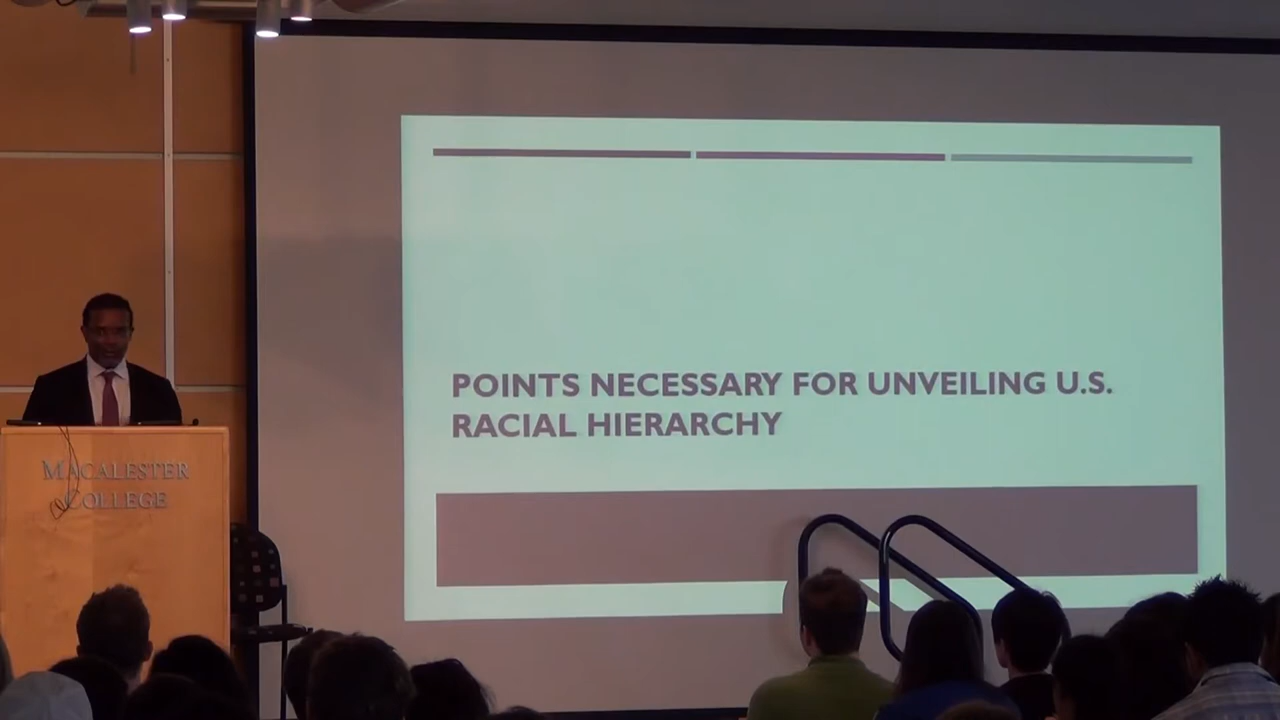 POINTS NECESSARY FOR UNVEILING U.S.
RACIAL HIERARCHY
MACALESTER
COLLEGE